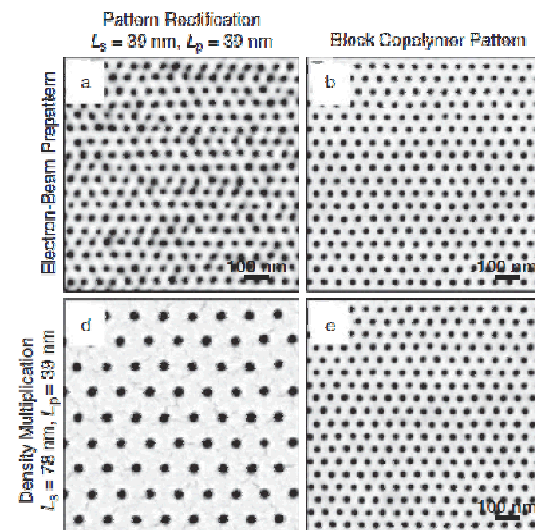 Pattern Rectification
Ls = 39 nm, Lp = 39 nm
Block Copolymer Pattern
Electron-Beam Prepattern
a
100 nm
b
100 nm
Density Multiplication
Ls = 78 nm, Lp = 39 nm
d
e
100 nm